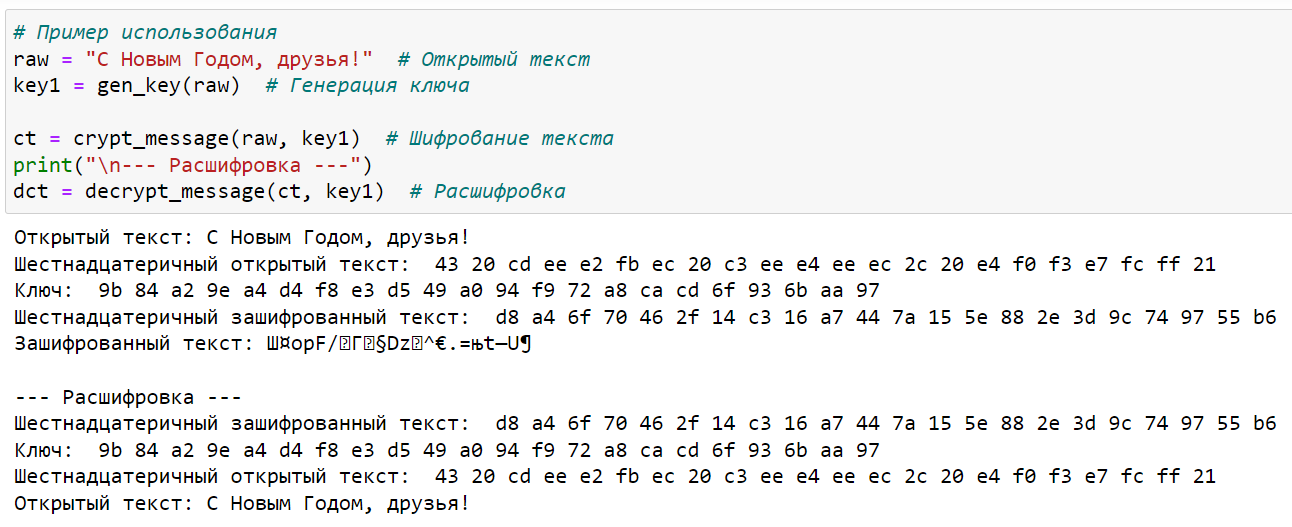 # Пример использования
raw = "С Новым Годом, друзья!"  # Открытый текст
key1 = gen_key(raw)  # Генерация ключа
ct = crypt_message(raw, key1)  # Шифрование текста
print("\n--- Расшифровка ---")
dct = decrypt_message(ct, key1)  # Расшифровка
Открытый текст: С Новым Годом, друзья!
Шестнадцатеричный открытый текст:  43 20 cd ee e2 fb ec 20 c3 ee e4 ee ec 2c 20 e4 f0 f3 e7 fc ff 21
Ключ:  9b 84 a2 9e a4 d4 f8 e3 d5 49 a0 94 f9 72 a8 ca cd 6f 93 6b aa 97
Шестнадцатеричный зашифрованный текст:  d8 a4 6f 70 46 2f 14 c3 16 a7 44 7a 15 5e 88 2e 3d 9c 74 97 55 b6
Зашифрованный текст: Ш¤opF/Г§Dz^€.=њt—U¶
--- Расшифровка ---
Шестнадцатеричный зашифрованный текст:  d8 a4 6f 70 46 2f 14 c3 16 a7 44 7a 15 5e 88 2e 3d 9c 74 97 55 b6
Ключ:  9b 84 a2 9e a4 d4 f8 e3 d5 49 a0 94 f9 72 a8 ca cd 6f 93 6b aa 97
Шестнадцатеричный открытый текст:  43 20 cd ee e2 fb ec 20 c3 ee e4 ee ec 2c 20 e4 f0 f3 e7 fc ff 21
Открытый текст: С Новым Годом, друзья!